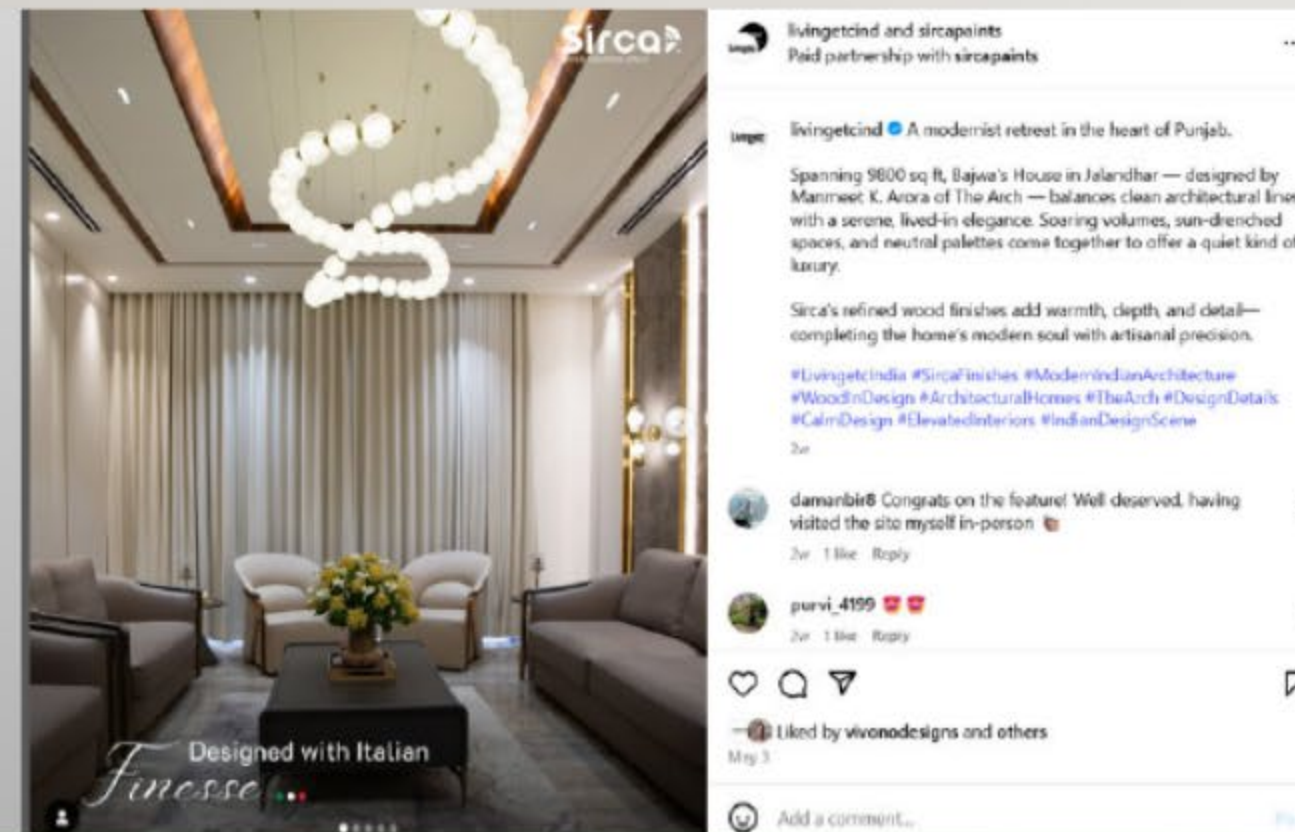 Sirca
Designed with Italian
Finesse...
livingetcind and sircapaints
Paid partnership with sircapaints
livingetcind A modernist retreat in the heart of Punjab.
Spanning 9800 sq ft, Bajwa's House in Jalandhar — designed by
Manmeet K. Arora of The Arch — balances clean architectural lines
with a serene, lived-in elegance. Soaring volumes, sun-drenched
spaces, and neutral palettes come together to offer a quiet kind of
luxury.
Sirca's refined wood finishes add warmth, depth, and detail—
completing the home's modern soul with artisanal precision.
#LivingetcIndia #SircaFinishes #ModernIndianArchitecture
#WoodInDesign #ArchitecturalHomes #TheArch #DesignDetails
#CalmDesign #ElevatedInteriors #IndianDesignScene
2w
damanbir8 Congrats on the feature! Well deserved, having
visited the site myself in-person
2w 1 like Reply
purvi_4199
2w 1 like Reply
Liked by vivonodesigns and others
May 3
Add a comment...